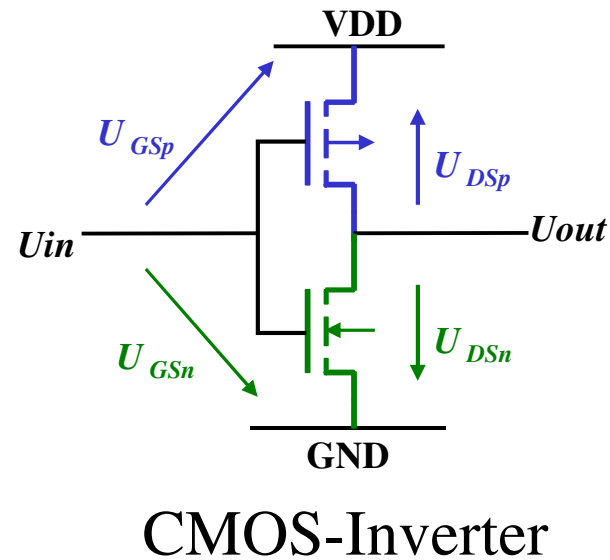 VDD
U GSp
U DSp
Uin
Uout
U GSn
U DSn
GND
CMOS-Inverter